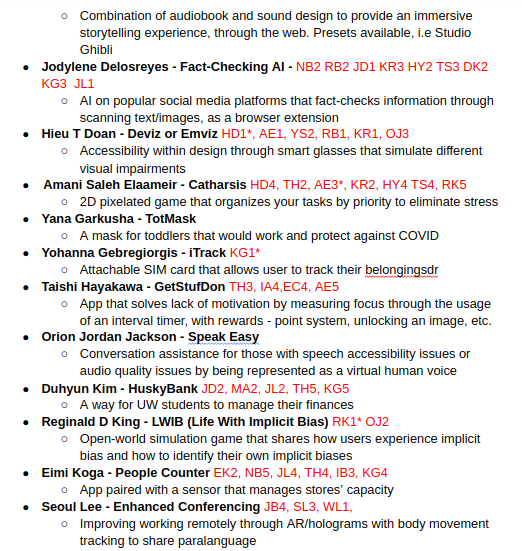 Combination of audiobook and sound design to provide an immersive
storytelling experience, through the web. Presets available, i.e Studio
Ghibli
Jodylene Delosreyes - Fact-Checking AI - NB2 RB2 JD1 KR3 HY2 TS3 DK2
KG3 JL1
AI on popular social media platforms that fact-checks information through
scanning text/images, as a browser extension
Hieu T Doan - Deviz or Emviz HD1*, AE1, YS2, RB1, KR1, OJ3
Accessibility within design through smart glasses that simulate different
visual impairments
Amani Saleh Elaameir - Catharsis HD4, TH2, AE3*, KR2, HY4 TS4, RK5
2D pixelated game that organizes your tasks by priority to eliminate stress
Yana Garkusha - TotMask
A mask for toddlers that would work and protect against COVID
Yohanna Gebregiorgis - iTrack KG1*
Attachable SIM card that allows user to track their belongingsdr
Taishi Hayakawa - GetStufDon TH3, IA4,EC4, AE5
App that solves lack of motivation by measuring focus through the usage
of an interval timer, with rewards - point system, unlocking an image, etc.
Orion Jordan Jackson - Speak Easy
Conversation assistance for those with speech accessibility issues or
audio quality issues by being represented as a virtual human voice
Duhyun Kim - HuskyBank JD2, MA2, JL2, TH5, KG5
A way for UW students to manage their finances
Reginald D King - LWIB (Life With Implicit Bias) RK1* OJ2
Open-world simulation game that shares how users experience implicit
bias and how to identify their own implicit biases
Eimi Koga - People Counter EK2, NB5, JL4, TH4, IB3, KG4
App paired with a sensor that manages stores' capacity
Seoul Lee - Enhanced Conferencing JB4, SL3, WL1,
Improving working remotely through AR/holograms with body movement
tracking to share paralanguage